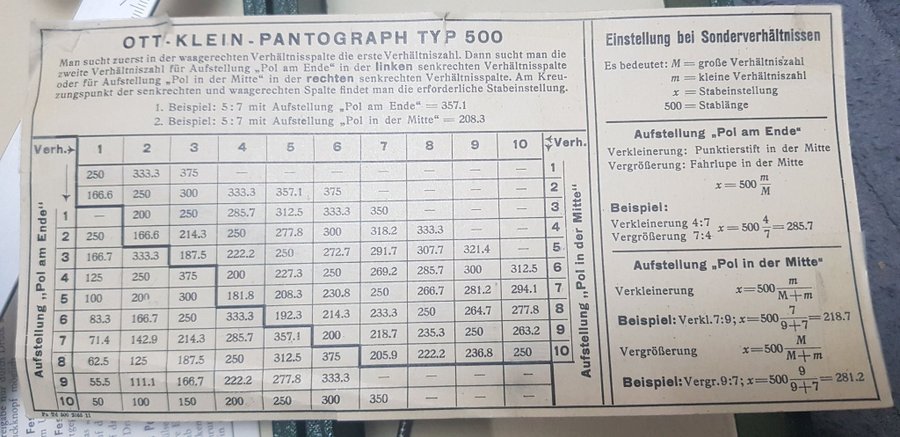 OTT-KLEIN-PANTOGRAPH TYP 500
Man sucht zuerst in der waagerechten Verhältnisspalte die erste Verhältniszahl. Dann sucht man die
zweite Verhältniszahl für Aufstellung „Pol am Ende" in der linken senkrechten Verhältnisspalte
oder für Aufstellung „Pol in der Mitte" in der rechten senkrechten Verhältnisspalte. Am Kreu-
zungspunkt der senkrechten und waagerechten Spalte findet man die erforderliche Stabeinstellung.
1. Beispiel: 5:7 mit Aufstellung „Pol am Ende" = 357.1
2. Beispiel: 5:7 mit Aufstellung „Pol in der Mitte" = 208.3
Verh. 1 2 3 4 5 6 7 8 9 10 Verh.
250 333.3 375 — — — — — — — 1
166.6 250 300 333.3 357.1 375 — — — — 2
1 — 200 250 285.7 312.5 333.3 350 — — — 3
2 250 166.6 214.3 250 277.8 300 318.2 333.3 — — 4
3 166.7 333.3 187.5 222.2 250 272.7 291.7 307.7 321.4 — 5
4 125 250 375 200 227.3 250 269.2 285.7 300 312.5 6
5 100 200 300 181.8 208.3 230.8 250 266.7 281.2 294.1 7
6 83.3 166.7 250 333.3 192.3 214.3 233.3 250 264.7 277.8 8
7 71.4 142.9 214.3 285.7 357.1 200 218.7 235.3 250 263.2 9
8 62.5 125 187.5 250 312.5 375 205.9 222.2 236.8 250 10
9 55.5 111.1 166.7 222.2 277.8 333.3 — — — —
10 50 100 150 200 250 300 350 — — —
Aufstellung „Pol am Ende"
Aufstellung „Pol in der Mitte"
Einstellung bei Sonderverhältnissen
Es bedeutet: M = große Verhältniszahl
m = kleine Verhältniszahl
x = Stabeinstellung
500 = Stablänge
Aufstellung „Pol am Ende"
Verkleinerung: Punktierstift in der Mitte
Vergrößerung: Fahrlupe in der Mitte
x = 500 m/M
Beispiel:
Verkleinerung 4:7
Vergrößerung 7:4
x = 500 4/7 = 285.7
Aufstellung „Pol in der Mitte"
Verkleinerung x = 500 m/M+m
Beispiel: Verkl. 7:9; x = 500 7/9+7 = 218.7
Vergrößerung x = 500 M/M+m
Beispiel: Vergr. 9:7; x = 500 9/9+7 = 281.2